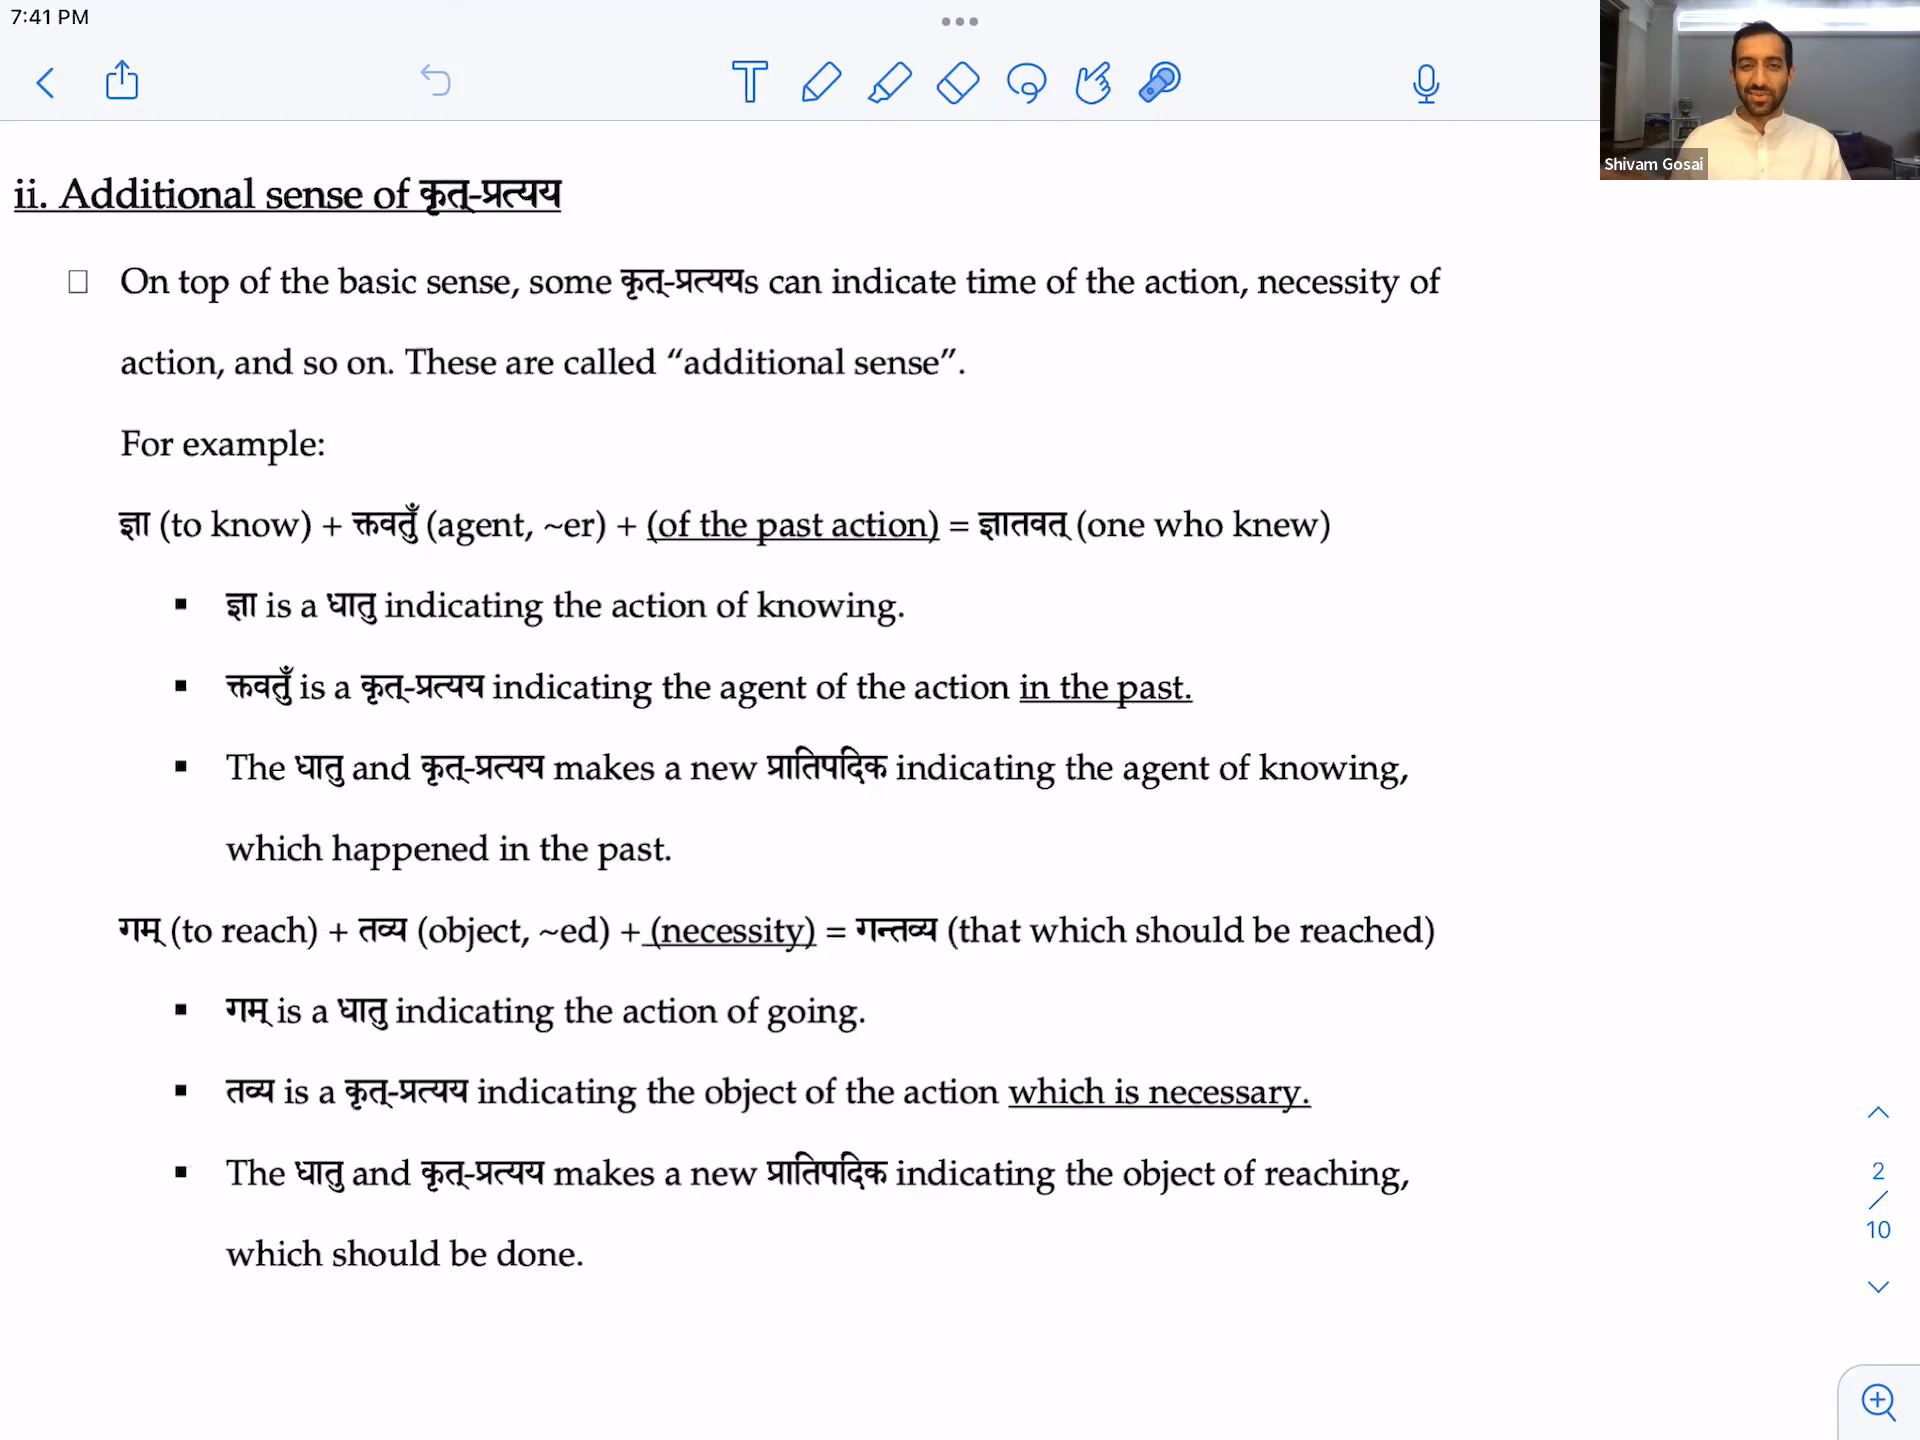 7:41 PM
Shivam Gosai
ii. Additional sense of कृत्-प्रत्यय
On top of the basic sense, some कृत्-प्रत्ययs can indicate time of the action, necessity of
action, and so on. These are called “additional sense”.
For example:
ज्ञा (to know) + क्तवतुँ (agent, ~er) + (of the past action) = ज्ञातवत् (one who knew)
▪ ज्ञा is a धातु indicating the action of knowing.
▪ क्तवतुँ is a कृत्-प्रत्यय indicating the agent of the action in the past.
▪ The धातु and कृत्-प्रत्यय makes a new प्रातिपदिक indicating the agent of knowing,
which happened in the past.
गम् (to reach) + तव्य (object, ~ed) + (necessity) = गन्तव्य (that which should be reached)
▪ गम् is a धातु indicating the action of going.
▪ तव्य is a कृत्-प्रत्यय indicating the object of the action which is necessary.
▪ The धातु and कृत्-प्रत्यय makes a new प्रातिपदिक indicating the object of reaching,
which should be done.
2
/
10